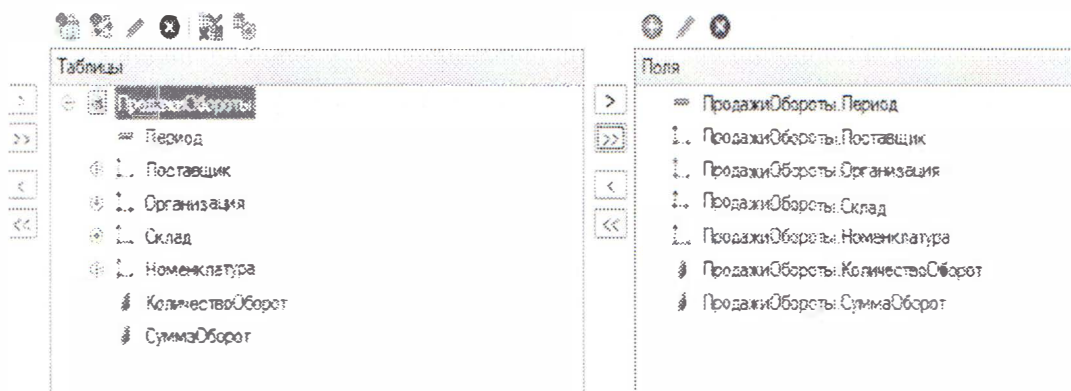 Таблицы
ПродажиОбороты
Период
Поставщик
Организация
Склад
Номенклатура
КоличествоОборот
СуммаОборот
Поля
ПродажиОбороты.Период
ПродажиОбороты.Поставщик
ПродажиОбороты.Организация
ПродажиОбороты.Склад
ПродажиОбороты.Номенклатура
ПродажиОбороты.КоличествоОборот
ПродажиОбороты.СуммаОборот